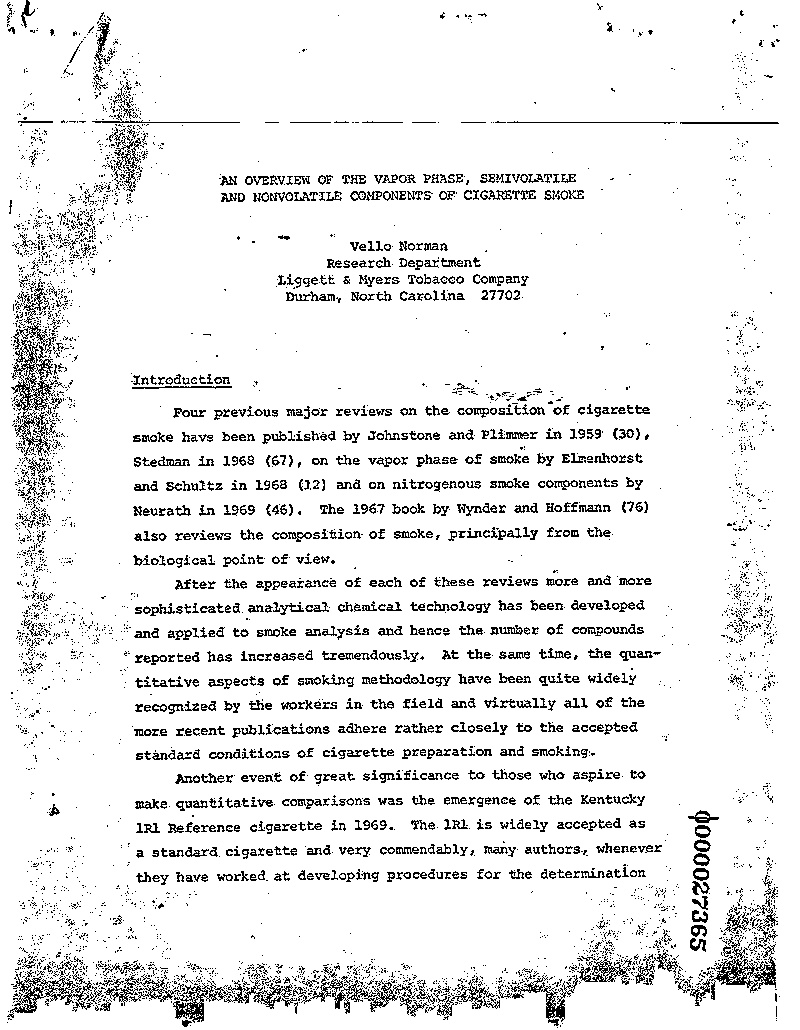 AN OVERVIEW OF THE VAPOR PHASE, SEMIVOLATILE
AND NONVOLATILE COMPONENTS OF CIGARETTE SMOKE
Vello Norman
Research Department
Liggett & Myers Tobacco Company
Durham, North Carolina 27702
Introduction
Four previous major reviews on the composition of cigarette
smoke have been published by Johnstone and Plimmer in 1959 (30),
Stedman in 1968 (67), on the vapor phase of smoke by Elmenhorst
and Schultz in 1968 (12) and on nitrogenous smoke components by
Neurath in 1969 (46). The 1967 book by Wynder and Hoffmann (76)
also reviews the composition of smoke, principally from the
biological point of view.
After the appearance of each of these reviews more and more
sophisticated analytical chemical technology has been developed
and applied to smoke analysis and hence the number of compounds
reported has increased tremendously. At the same time, the quan-
titative aspects of smoking methodology have been quite widely
recognized by the workers in the field and virtually all of the
more recent publications adhere rather closely to the accepted
standard conditions of cigarette preparation and smoking.
Another event of great significance to those who aspire to
make quantitative comparisons was the emergence of the Kentucky
1R1 Reference cigarette in 1969. The 1R1 is widely accepted as
a standard cigarette and very commendably, many authors, whenever
they have worked at developing procedures for the determination
φ000027365